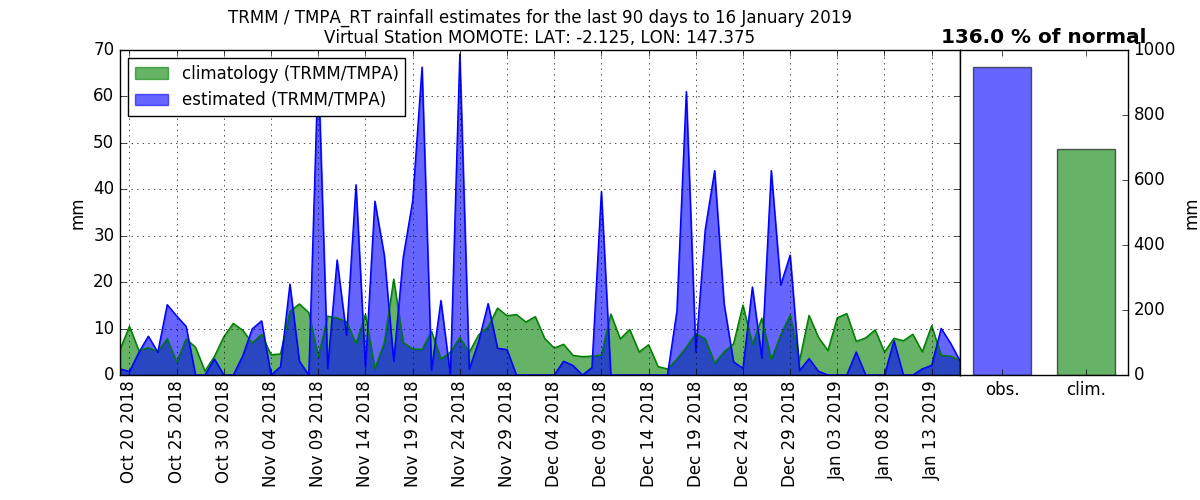 TRMM / TMPA_RT rainfall estimates for the last 90 days to 16 January 2019
Virtual Station MOMOTE: LAT: -2.125, LON: 147.375
136.0 % of normal
climatology (TRMM/TMPA)
estimated (TRMM/TMPA)
70
60
50
40
30
20
10
0
mm
Oct 20 2018
Oct 25 2018
Oct 30 2018
Nov 04 2018
Nov 09 2018
Nov 14 2018
Nov 19 2018
Nov 24 2018
Nov 29 2018
Dec 04 2018
Dec 09 2018
Dec 14 2018
Dec 19 2018
Dec 24 2018
Dec 29 2018
Jan 03 2019
Jan 08 2019
Jan 13 2019
obs.
clim.
1000
800
600
400
200
0
mm